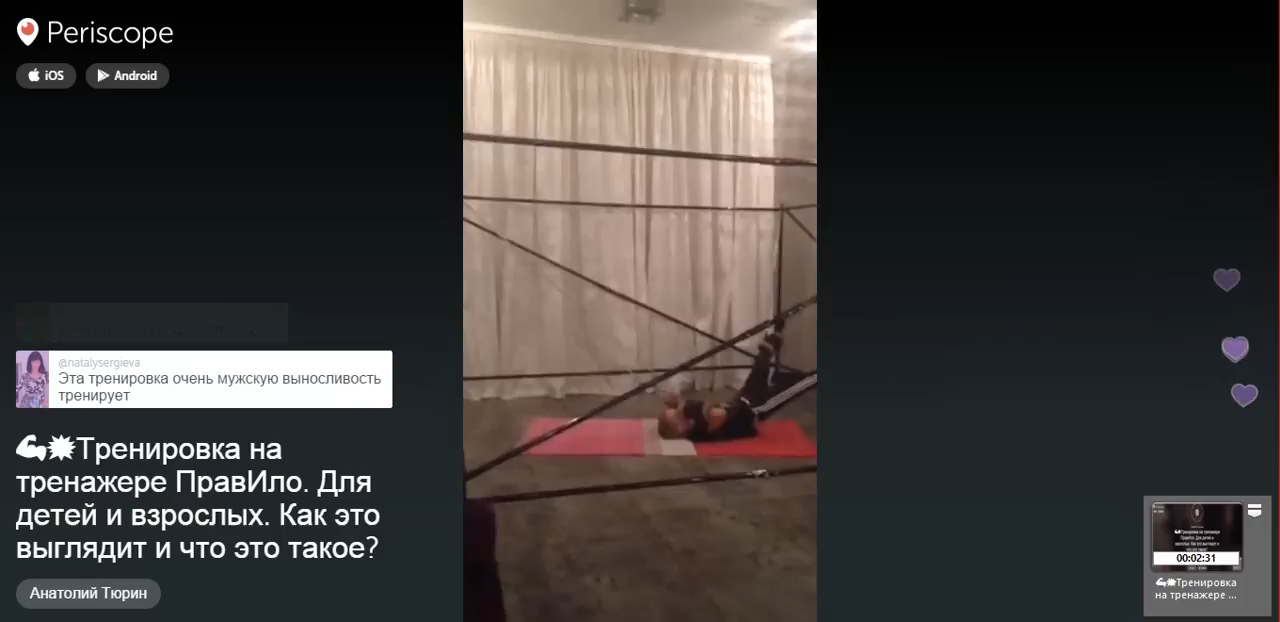 Periscope
iOS
Android
@natalysergieva
Эта тренировка очень мужскую выносливость
тренирует
Тренировка на
тренажере ПравИло. Для
детей и взрослых. Как это
выглядит и что это такое?
Анатолий Тюрин
00:02:31
Тренировка
на тренажере ...